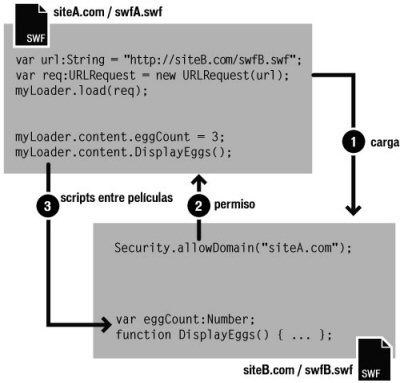 siteA.com / swfA.swf
SWF
var url:String = "http://siteB.com/swfB.swf";
var req:URLRequest = new URLRequest(url);
myLoader.load(req);
myLoader.content.eggCount = 3;
myLoader.content.DisplayEggs();
1 carga
3 scripts entre películas
2 permiso
Security.allowDomain("siteA.com");
var eggCount:Number;
function DisplayEggs() { ... };
siteB.com / swfB.swf
SWF